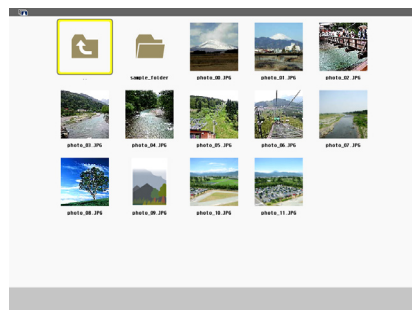 ..
sample_folder
photo_00.JPG
photo_01.JPG
photo_02.JPG
photo_03.JPG
photo_04.JPG
photo_05.JPG
photo_06.JPG
photo_07.JPG
photo_08.JPG
photo_09.JPG
photo_10.JPG
photo_11.JPG